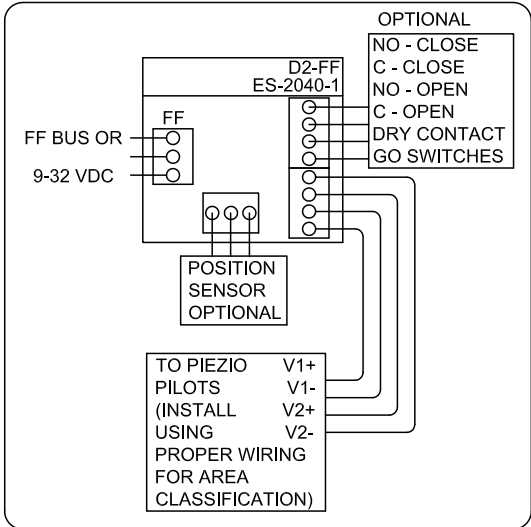 OPTIONAL
NO - CLOSE
C - CLOSE
NO - OPEN
C - OPEN
DRY CONTACT
GO SWITCHES
D2-FF
ES-2040-1
FF
FF BUS OR
9-32 VDC
POSITION
SENSOR
OPTIONAL
TO PIEZIO V1+
PILOTS V1-
(INSTALL V2+
USING V2-
PROPER WIRING
FOR AREA
CLASSIFICATION)